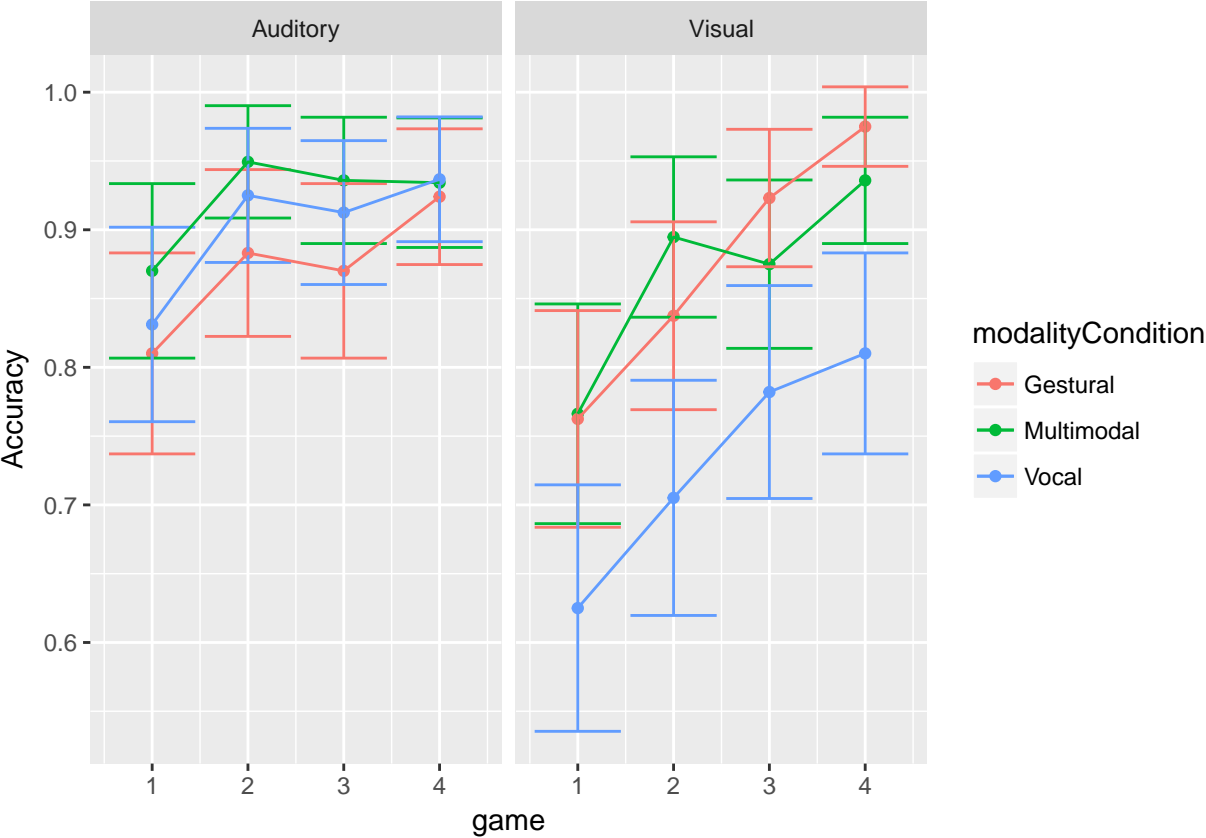 Auditory Visual
1.0
0.9
0.8
0.7
0.6
Accuracy
1 2 3 4 1 2 3 4
game
modalityCondition
Gestural
Multimodal
Vocal